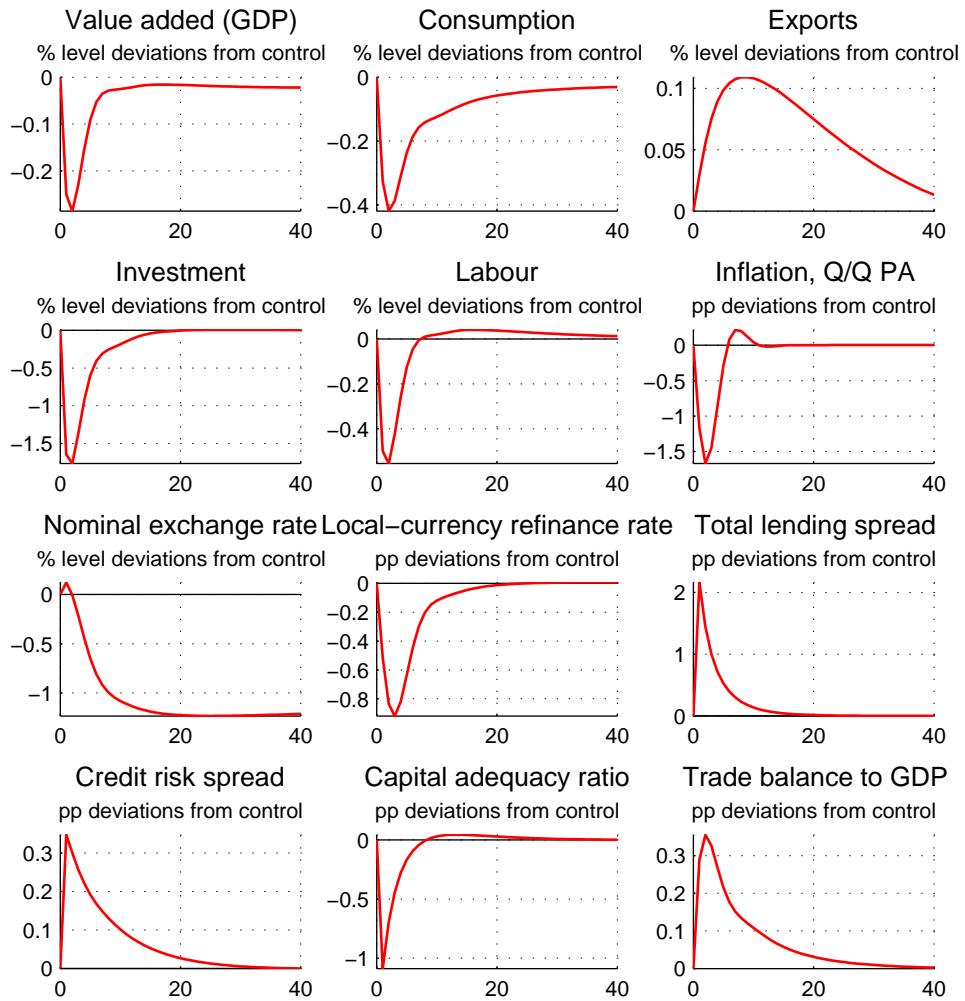 Value added (GDP) Consumption Exports
% level deviations from control % level deviations from control % level deviations from control
0 0 0.1
−0.1 −0.2 0.05
−0.2 −0.4 0
0 20 40 0 20 40 0 20 40
Investment Labour Inflation, Q/Q PA
% level deviations from control % level deviations from control pp deviations from control
0 0 0
−0.5 −0.2 −0.5
−1 −0.4 −1
−1.5 −1.5
0 20 40 0 20 40 0 20 40
Nominal exchange rate Local−currency refinance rate Total lending spread
% level deviations from control pp deviations from control pp deviations from control
0 0 2
−0.5 −0.2 1
−1 −0.4 0
−0.6
−0.8
0 20 40 0 20 40 0 20 40
Credit risk spread Capital adequacy ratio Trade balance to GDP
pp deviations from control pp deviations from control pp deviations from control
0.3 0 0.3
0.2 −0.5 0.2
0.1 −1 0.1
0 0
0 20 40 0 20 40 0 20 40